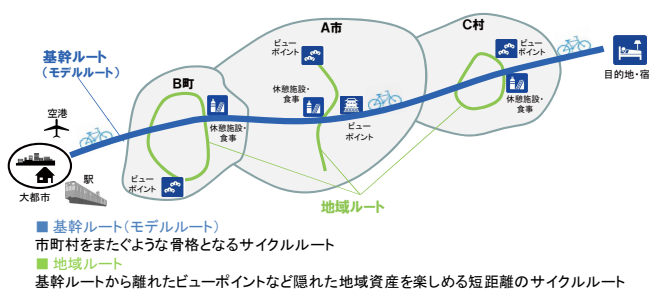 A市
C村
ビュー
ポイント
ビュー
ポイント
基幹ルート
(モデルルート)
B町
目的地・宿
休憩施設・
食事
休憩施設・
食事
空港
休憩施設・
食事
ビュー
ポイント
駅
ビュー
ポイント
大都市
地域ルート
■ 基幹ルート(モデルルート)
市町村をまたぐような骨格となるサイクルルート
■ 地域ルート
基幹ルートから離れたビューポイントなど隠れた地域資産を楽しめる短距離のサイクルルート